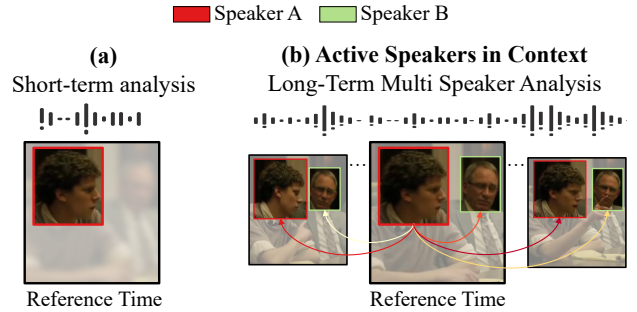 Speaker A
Speaker B
(a)
Short-term analysis
Reference Time
(b) Active Speakers in Context
Long-Term Multi Speaker Analysis
...
...
Reference Time